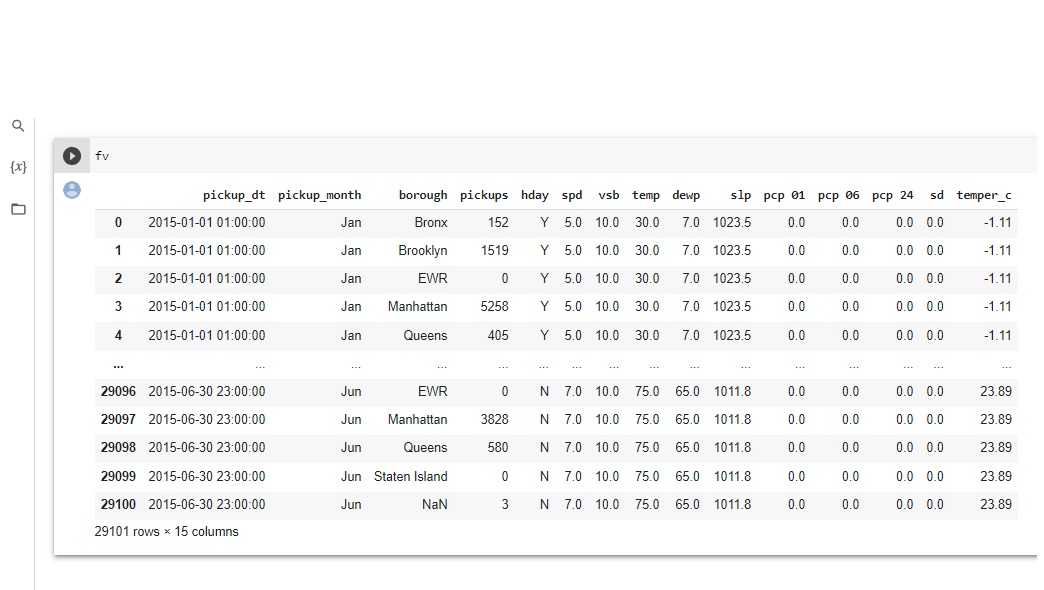 {x}
fv
pickup_dt pickup_month borough pickups hday spd vsb temp dewp slp pcp 01 pcp 06 pcp 24 sd temper_c
0 2015-01-01 01:00:00 Jan Bronx 152 Y 5.0 10.0 30.0 7.0 1023.5 0.0 0.0 0.0 0.0 -1.11
1 2015-01-01 01:00:00 Jan Brooklyn 1519 Y 5.0 10.0 30.0 7.0 1023.5 0.0 0.0 0.0 0.0 -1.11
2 2015-01-01 01:00:00 Jan EWR 0 Y 5.0 10.0 30.0 7.0 1023.5 0.0 0.0 0.0 0.0 -1.11
3 2015-01-01 01:00:00 Jan Manhattan 5258 Y 5.0 10.0 30.0 7.0 1023.5 0.0 0.0 0.0 0.0 -1.11
4 2015-01-01 01:00:00 Jan Queens 405 Y 5.0 10.0 30.0 7.0 1023.5 0.0 0.0 0.0 0.0 -1.11
... ... ... ... ... ... ... ... ... ... ... ... ... ... ... ...
29096 2015-06-30 23:00:00 Jun EWR 0 N 7.0 10.0 75.0 65.0 1011.8 0.0 0.0 0.0 0.0 23.89
29097 2015-06-30 23:00:00 Jun Manhattan 3828 N 7.0 10.0 75.0 65.0 1011.8 0.0 0.0 0.0 0.0 23.89
29098 2015-06-30 23:00:00 Jun Queens 580 N 7.0 10.0 75.0 65.0 1011.8 0.0 0.0 0.0 0.0 23.89
29099 2015-06-30 23:00:00 Jun Staten Island 0 N 7.0 10.0 75.0 65.0 1011.8 0.0 0.0 0.0 0.0 23.89
29100 2015-06-30 23:00:00 Jun NaN 3 N 7.0 10.0 75.0 65.0 1011.8 0.0 0.0 0.0 0.0 23.89
29101 rows × 15 columns